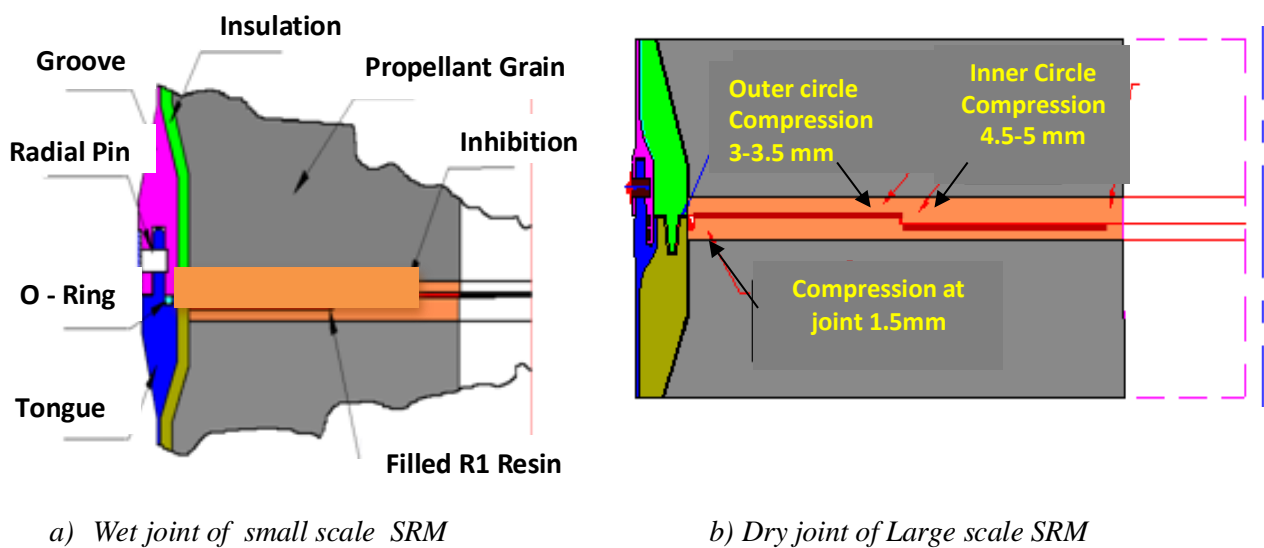 Insulation
Groove
Propellant Grain
Inhibition
Radial Pin
O - Ring
Tongue
Filled R1 Resin
Outer circle
Compression
3-3.5 mm
Inner Circle
Compression
4.5-5 mm
Compression at
joint 1.5mm
a) Wet joint of small scale SRM
b) Dry joint of Large scale SRM